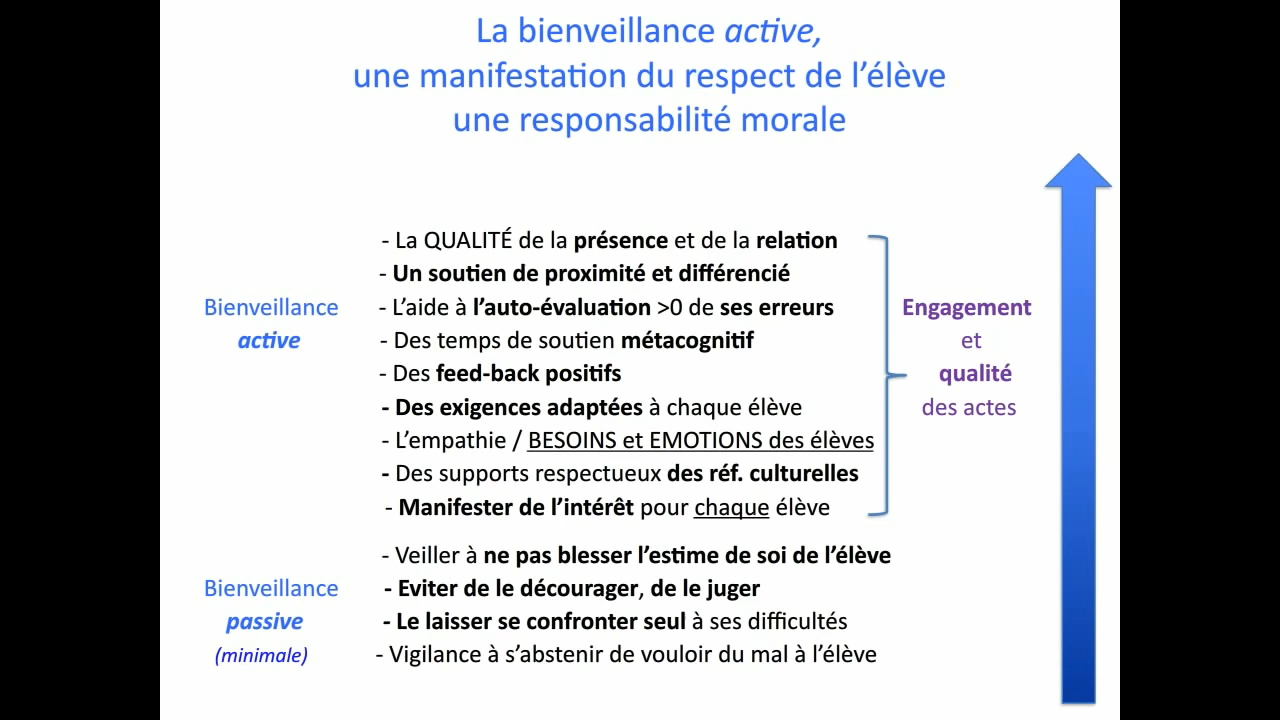 La bienveillance active,
une manifestation du respect de l'élève
une responsabilité morale
- La QUALITÉ de la présence et de la relation
- Un soutien de proximité et différencié
Bienveillance
active
- L'aide à l'auto-évaluation >0 de ses erreurs
- Des temps de soutien métacognitif
- Des feed-back positifs
- Des exigences adaptées à chaque élève
- L'empathie / BESOINS et EMOTIONS des élèves
- Des supports respectueux des réf. culturelles
- Manifester de l'intérêt pour chaque élève
Engagement
et
qualité
des actes
- Veiller à ne pas blesser l'estime de soi de l'élève
Bienveillance
passive
(minimale)
- Eviter de le décourager, de le juger
- Le laisser se confronter seul à ses difficultés
- Vigilance à s'abstenir de vouloir du mal à l'élève